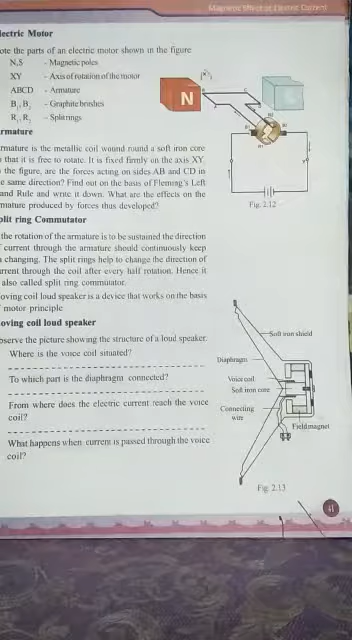 Magnetic Effect of Electric Current
lectric Motor
ote the parts of an electric motor shown in the figure
N,S - Magnetic poles
XY - Axis of rotation of the motor
ABCD - Armature
B₁, B₂ - Graphite brushes
R₁, R₂ - Split rings
rmature
rmature is the metallic coil wound round a soft iron core
that it is free to rotate. It is fixed firmly on the axis XY.
the figure, are the forces acting on sides AB and CD in
e same direction? Find out on the basis of Fleming's Left
and Rule and write it down. What are the effects on the
mature produced by forces thus developed?
N
S
Fig. 2.12
plit ring Commutator
the rotation of the armature is to be sustained the direction
current through the armature should continuously keep
changing. The split rings help to change the direction of
urrent through the coil after every half rotation. Hence it
also called split ring commutator.
oving coil loud speaker is a device that works on the basis
motor principle
oving coil loud speaker
bserve the picture showing the structure of a loud speaker.
Where is the voice coil situated?
To which part is the diaphragm connected?
From where does the electric current reach the voice
coil?
What happens when current is passed through the voice
coil?
Soft iron shield
Diaphragm
Voice coil
Soft iron core
Connecting
wire
Field magnet
Fig. 2.13
41